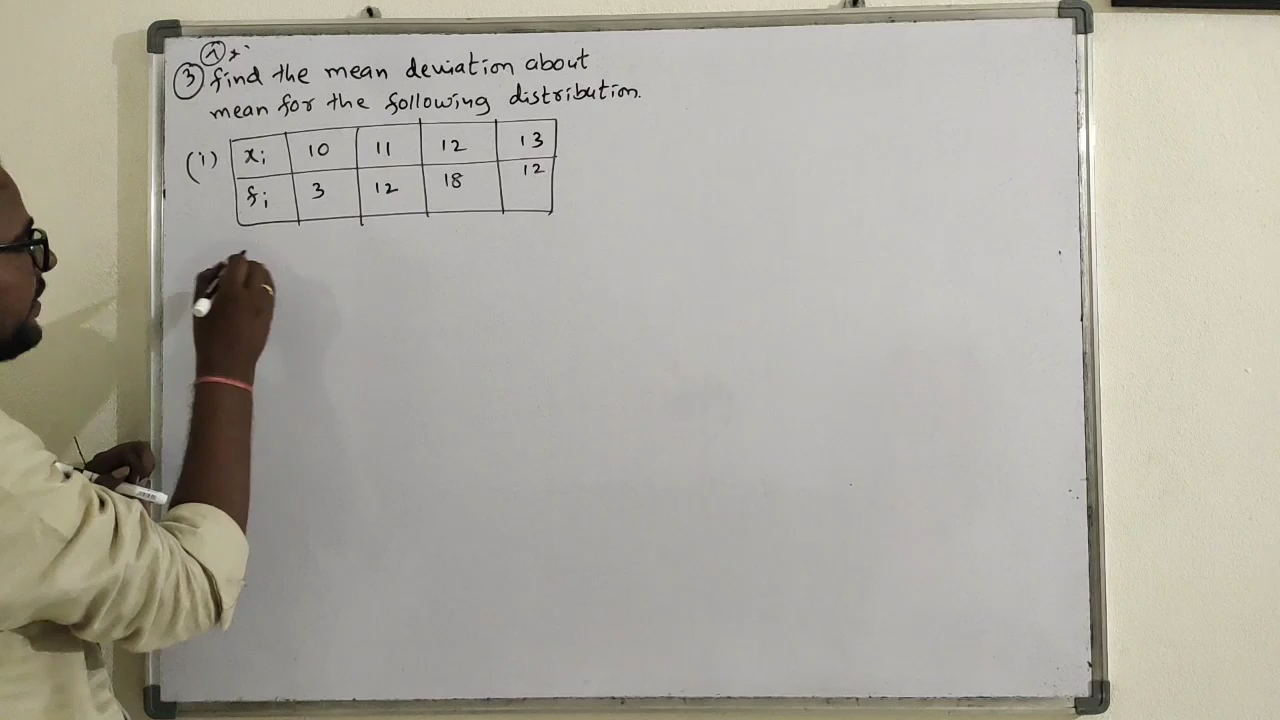 ③ find the mean deviation about
mean for the following distribution.
(i) xi 10 11 12 13
fi 3 12 18 12